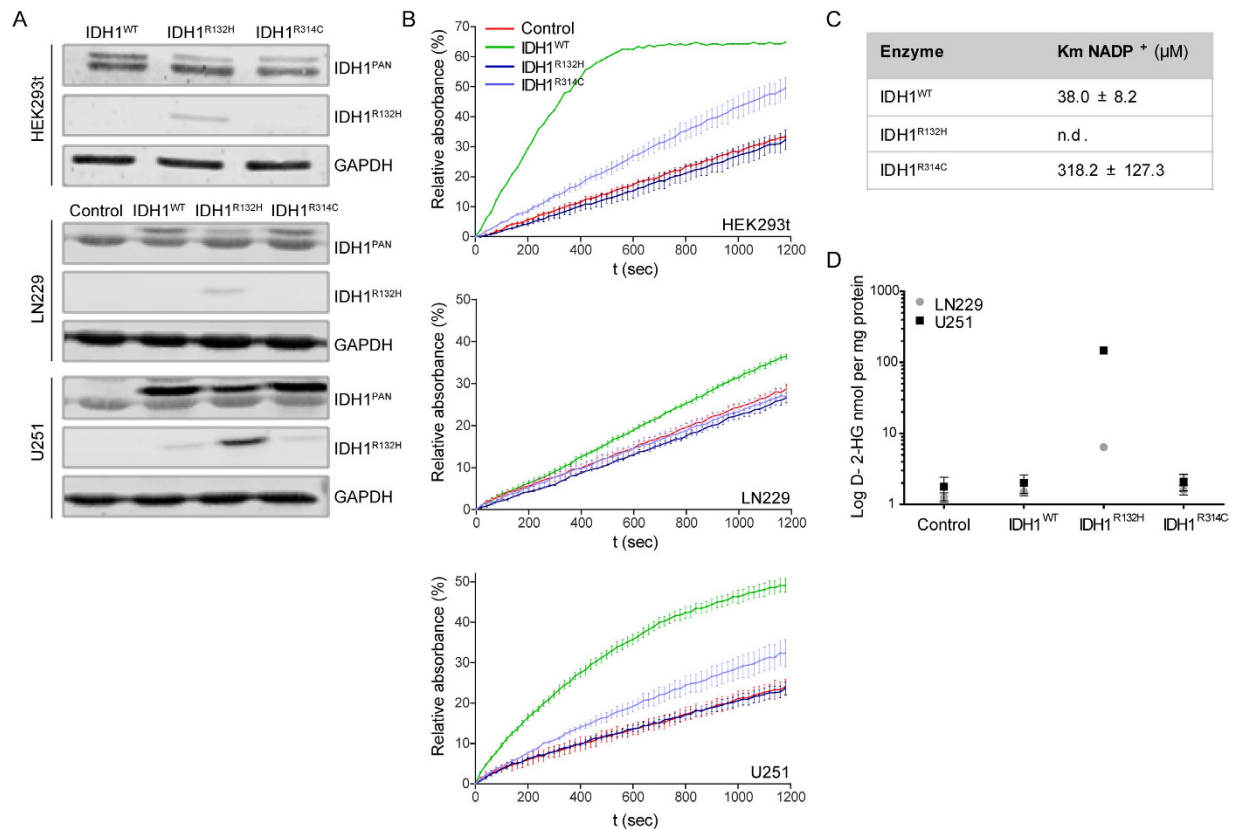 A
IDH1WT IDH1R132H IDH1R314C
HEK293t
IDH1PAN
IDH1R132H
GAPDH
Control IDH1WT IDH1R132H IDH1R314C
LN229
IDH1PAN
IDH1R132H
GAPDH
U251
IDH1PAN
IDH1R132H
GAPDH
B
Relative absorbance (%)
70
60
50
40
30
20
10
0
0 200 400 600 800 1000 1200
t (sec)
Control
IDH1WT
IDH1R132H
IDH1R314C
HEK293t
Relative absorbance (%)
50
40
30
20
10
0
0 200 400 600 800 1000 1200
t (sec)
LN229
Relative absorbance (%)
50
40
30
20
10
0
0 200 400 600 800 1000 1200
t (sec)
U251
C
Enzyme Km NADP + (µM)
IDH1WT 38.0 ± 8.2
IDH1R132H n.d.
IDH1R314C 318.2 ± 127.3
D
Log D- 2-HG nmol per mg protein
1000
100
10
1
LN229
U251
Control IDH1WT IDH1R132H IDH1R314C